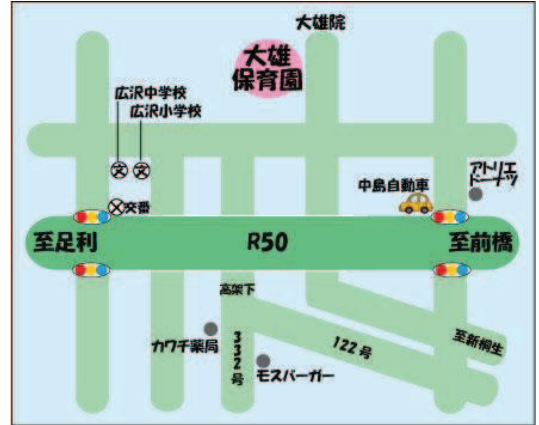 大雄院
大雄
保育園
広沢中学校
広沢小学校
文 文
アトリエ
ドーナツ
中島自動車
交番
至足利
R50
至前橋
高架下
332号
カワチ薬局
モスバーガー
122号
至新桐生